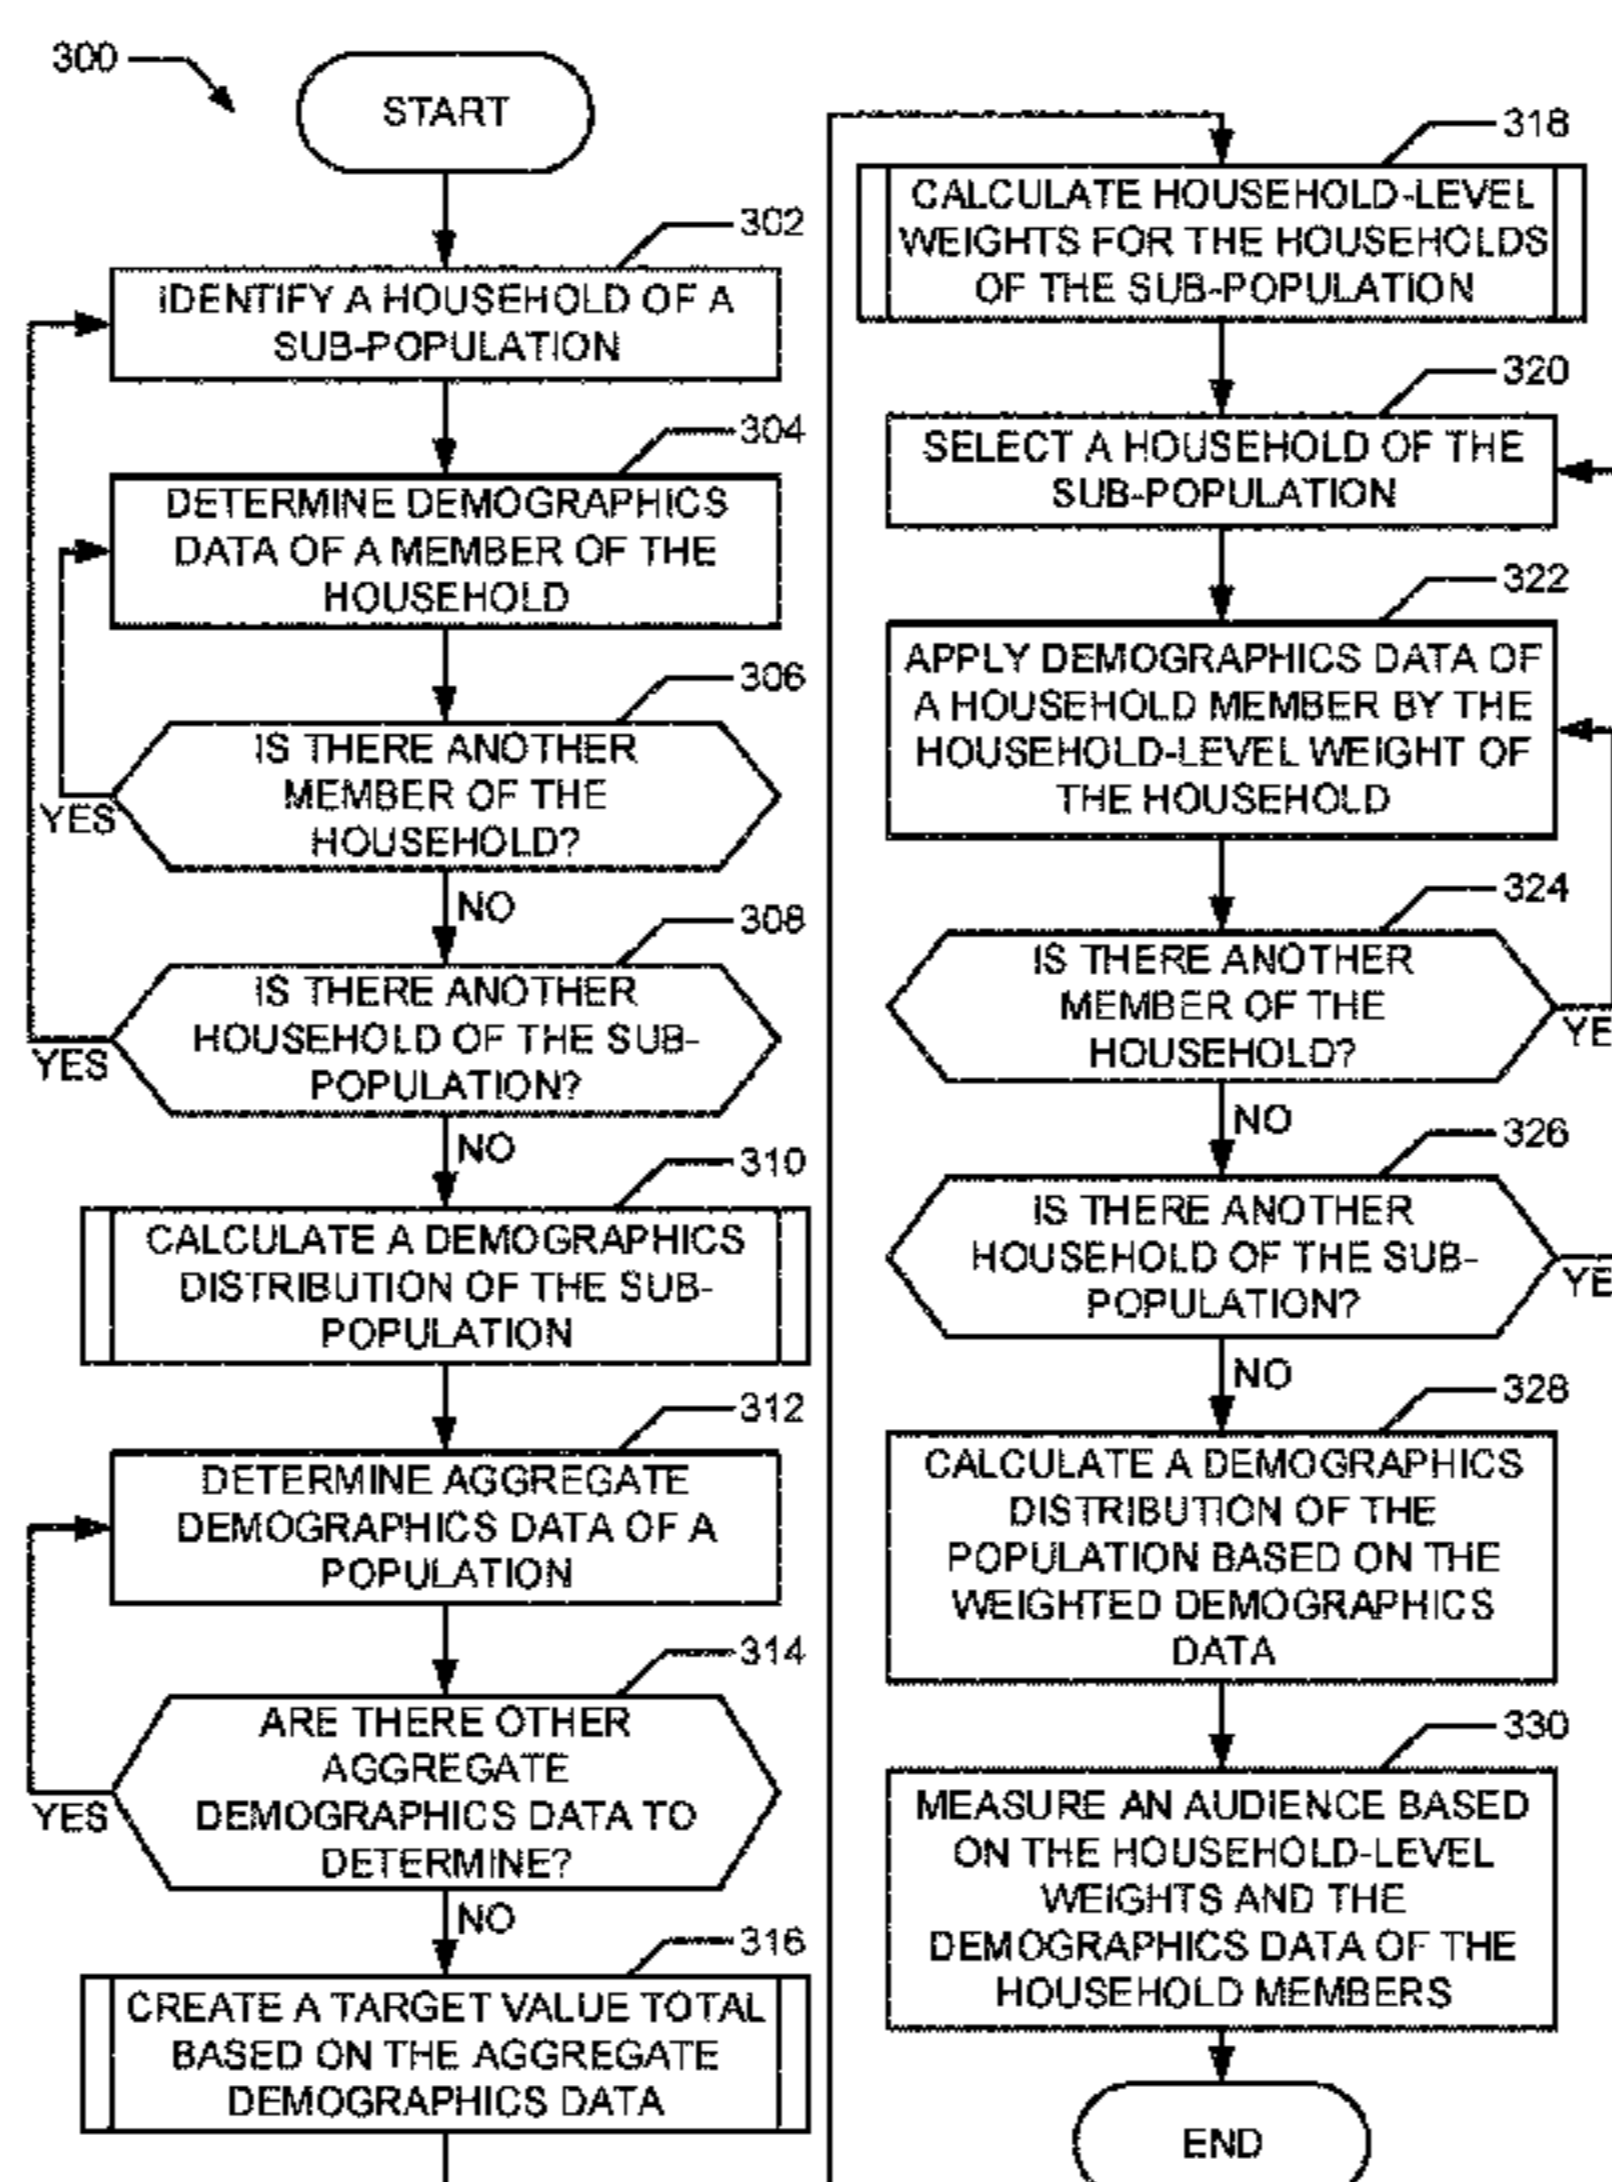 300
START
302
IDENTIFY A HOUSEHOLD OF A
SUB-POPULATION
304
DETERMINE DEMOGRAPHICS
DATA OF A MEMBER OF THE
HOUSEHOLD
306
IS THERE ANOTHER
MEMBER OF THE
HOUSEHOLD?
YES
NO
308
IS THERE ANOTHER
HOUSEHOLD OF THE SUB-
POPULATION?
YES
NO
310
CALCULATE A DEMOGRAPHICS
DISTRIBUTION OF THE SUB-
POPULATION
312
DETERMINE AGGREGATE
DEMOGRAPHICS DATA OF A
POPULATION
314
ARE THERE OTHER
AGGREGATE
DEMOGRAPHICS DATA TO
DETERMINE?
YES
NO
316
CREATE A TARGET VALUE TOTAL
BASED ON THE AGGREGATE
DEMOGRAPHICS DATA
318
CALCULATE HOUSEHOLD-LEVEL
WEIGHTS FOR THE HOUSEHOLDS
OF THE SUB-POPULATION
320
SELECT A HOUSEHOLD OF THE
SUB-POPULATION
322
APPLY DEMOGRAPHICS DATA OF
A HOUSEHOLD MEMBER BY THE
HOUSEHOLD-LEVEL WEIGHT OF
THE HOUSEHOLD
324
IS THERE ANOTHER
MEMBER OF THE
HOUSEHOLD?
YE
NO
326
IS THERE ANOTHER
HOUSEHOLD OF THE SUB-
POPULATION?
YE
NO
328
CALCULATE A DEMOGRAPHICS
DISTRIBUTION OF THE
POPULATION BASED ON THE
WEIGHTED DEMOGRAPHICS
DATA
330
MEASURE AN AUDIENCE BASED
ON THE HOUSEHOLD-LEVEL
WEIGHTS AND THE
DEMOGRAPHICS DATA OF THE
HOUSEHOLD MEMBERS
END